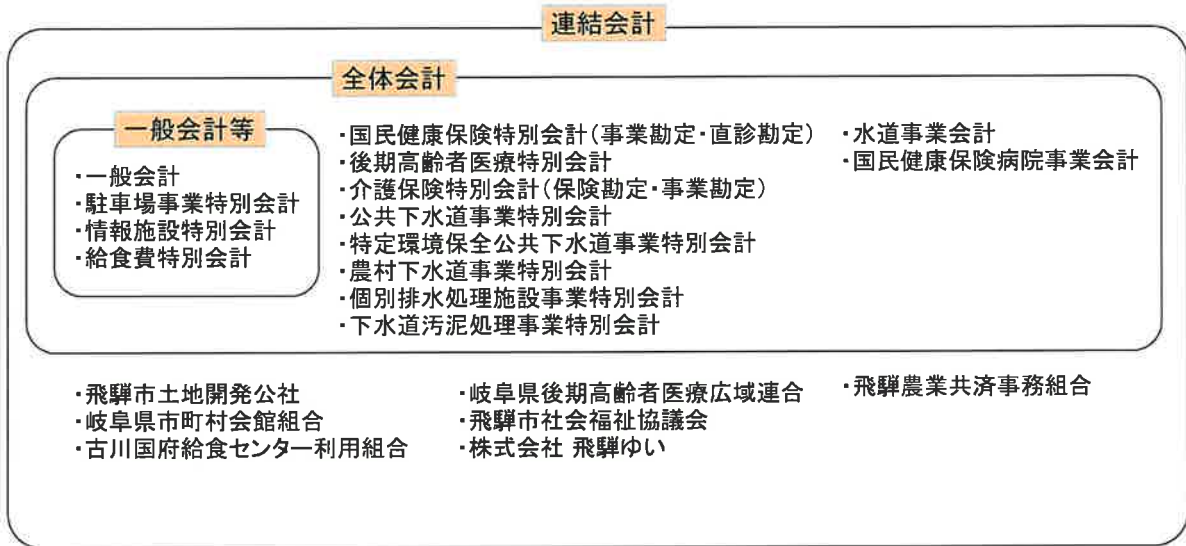 連結会計
全体会計
一般会計等
・一般会計
・駐車場事業特別会計
・情報施設特別会計
・給食費特別会計
・国民健康保険特別会計(事業勘定・直診勘定)
・後期高齢者医療特別会計
・介護保険特別会計(保険勘定・事業勘定)
・公共下水道事業特別会計
・特定環境保全公共下水道事業特別会計
・農村下水道事業特別会計
・個別排水処理施設事業特別会計
・下水道汚泥処理事業特別会計
・水道事業会計
・国民健康保険病院事業会計
・飛騨市土地開発公社
・岐阜県市町村会館組合
・古川国府給食センター利用組合
・岐阜県後期高齢者医療広域連合
・飛騨市社会福祉協議会
・株式会社 飛騨ゆい
・飛騨農業共済事務組合